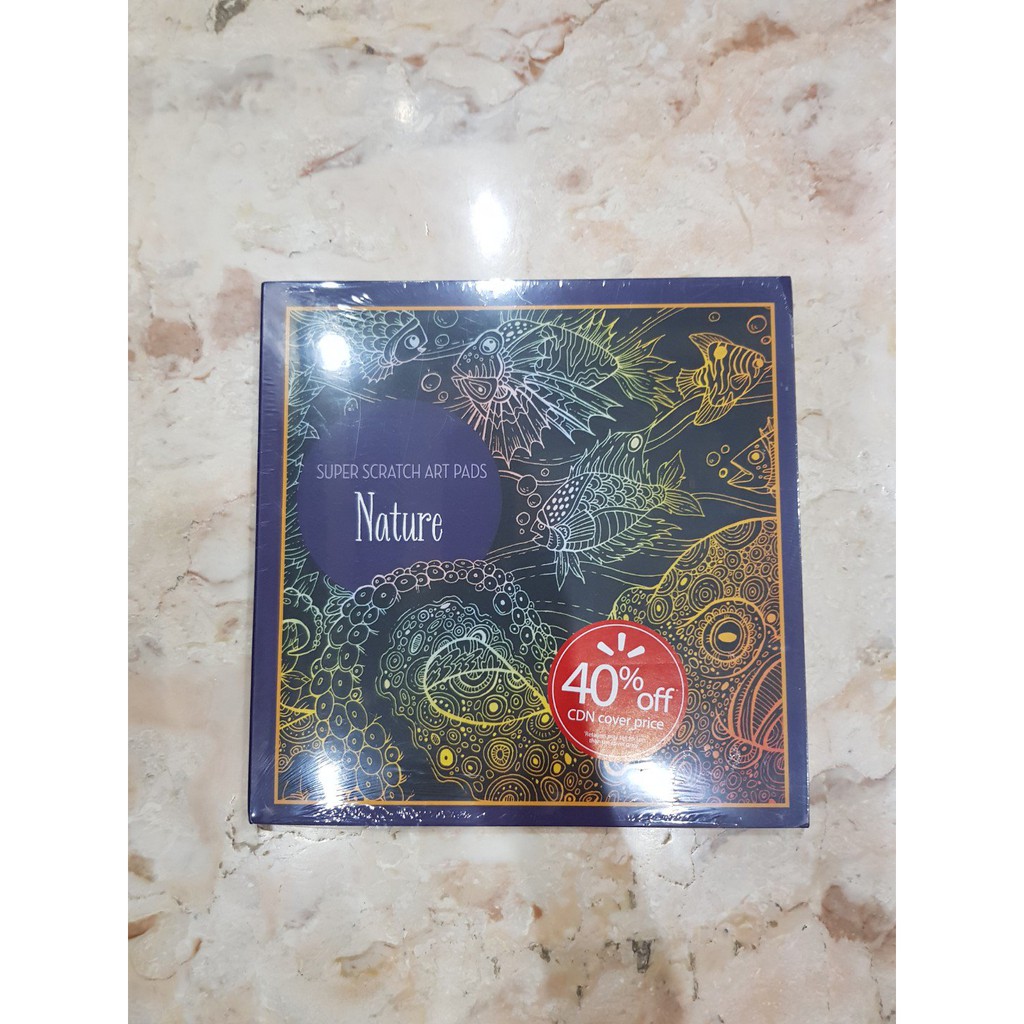 SUPER SCRATCH ART PADS
Nature
40% off
CDN cover price